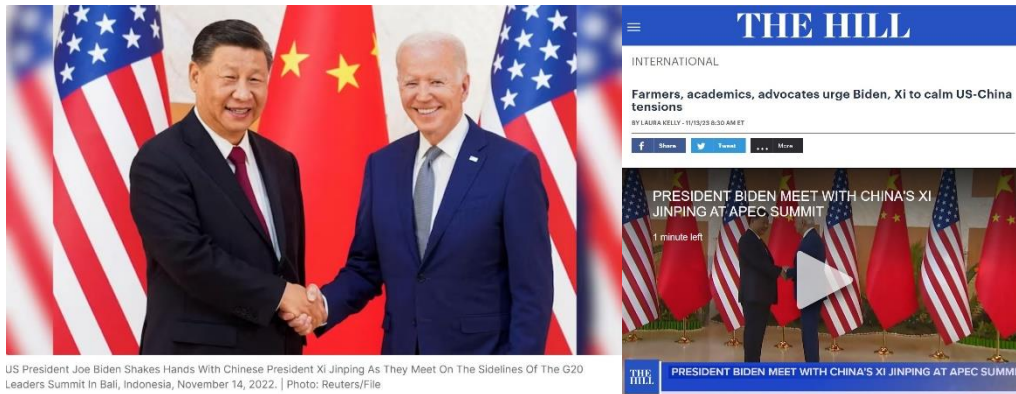 US President Joe Biden Shakes Hands With Chinese President Xi Jinping As They Meet On The Sidelines Of The G20
Leaders Summit In Bali, Indonesia, November 14, 2022. | Photo: Reuters/File
THE HILL
INTERNATIONAL
Farmers, academics, advocates urge Biden, Xi to calm US-China
tensions
BY LAURA KELLY - 11/13/23 6:30 AM ET
Share
Tweet
More
PRESIDENT BIDEN MEET WITH CHINA'S XI
JINPING AT APEC SUMMIT
1 minute left
THE
HILL
PRESIDENT BIDEN MEET WITH CHINA'S XI JINPING AT APEC SUMM